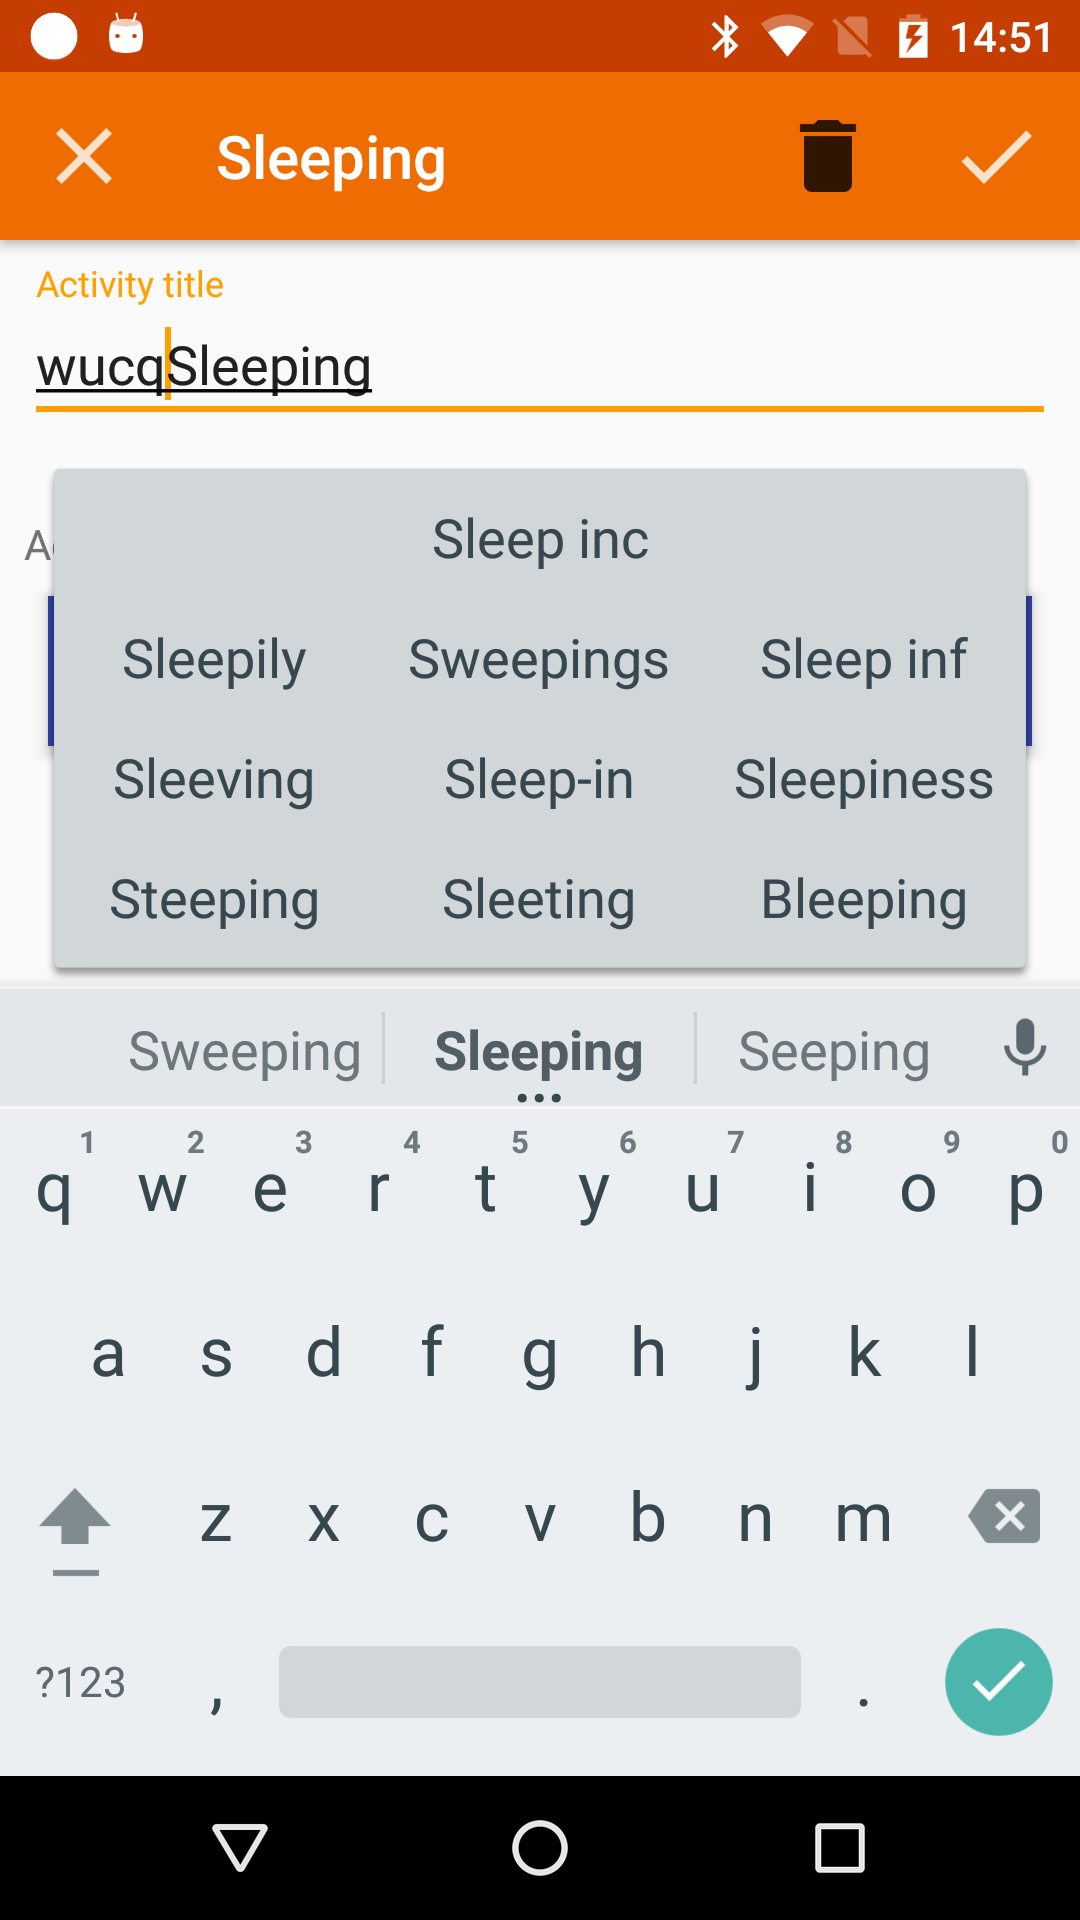 14:51
Sleeping
Activity title
wucqSleeping
Sleep inc
Sleepily Sweepings Sleep inf
Sleeving Sleep-in Sleepiness
Steeping Sleeting Bleeping
Sweeping Sleeping Seeping
1 2 3 4 5 6 7 8 9 0
q w e r t y u i o p
a s d f g h j k l
z x c v b n m
?123 , .